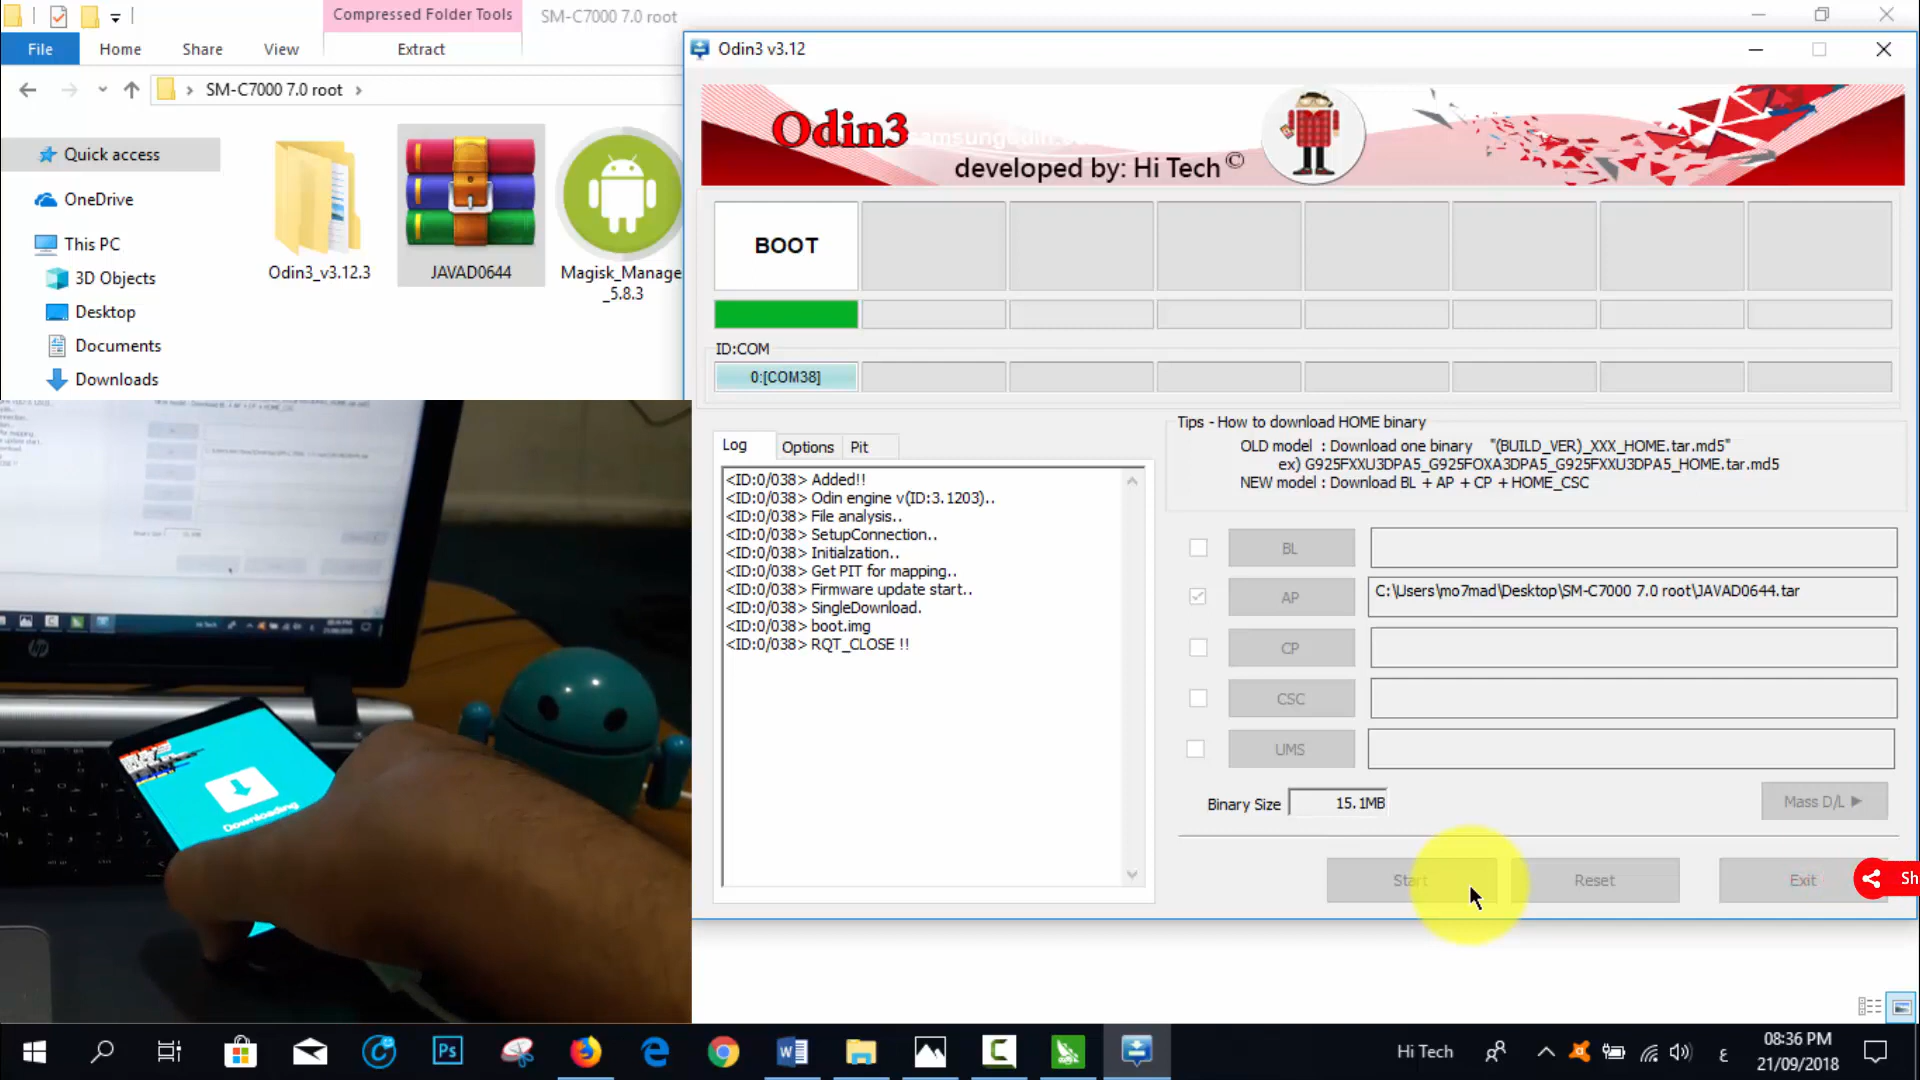 Compressed Folder Tools
SM-C7000 7.0 root
File
Home
Share
View
Extract
SM-C7000 7.0 root
Quick access
OneDrive
This PC
3D Objects
Desktop
Documents
Downloads
Odin3_v3.12.3
JAVAD0644
Magisk_Manage
_5.8.3
Odin3 v3.12
Odin3
developed by: Hi Tech©
BOOT
ID:COM
0:[COM38]
Log
Options
Pit
<ID:0/038> Added!!
<ID:0/038> Odin engine v(ID:3.1203)..
<ID:0/038> File analysis..
<ID:0/038> SetupConnection..
<ID:0/038> Initialzation..
<ID:0/038> Get PIT for mapping..
<ID:0/038> Firmware update start..
<ID:0/038> SingleDownload.
<ID:0/038> boot.img
<ID:0/038> RQT_CLOSE !!
Tips - How to download HOME binary
OLD model : Download one binary "(BUILD_VER)_XXX_HOME.tar.md5"
ex) G925FXXU3DPA5_G925FOXA3DPA5_G925FXXU3DPA5_HOME.tar.md5
NEW model : Download BL + AP + CP + HOME_CSC
BL
AP
C:\Users\mo7mad\Desktop\SM-C7000 7.0 root\JAVAD0644.tar
CP
CSC
UMS
Binary Size
15.1MB
Mass D/L
Start
Reset
Exit
Sh
Downloading
hp
Ps
Hi Tech
ع
08:36 PM
21/09/2018